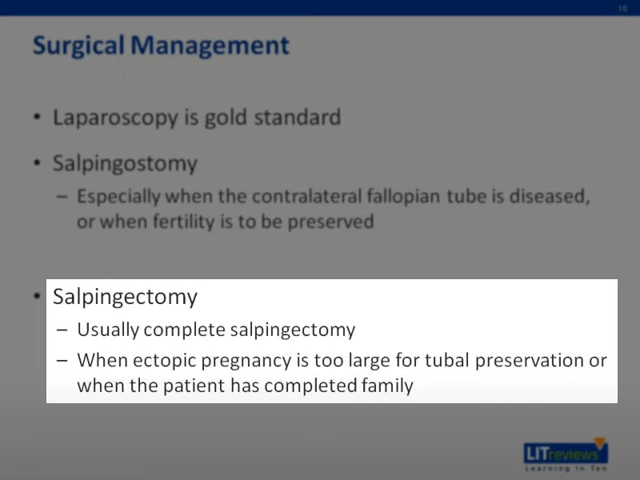 18
Surgical Management
• Laparoscopy is gold standard
• Salpingostomy
– Especially when the contralateral fallopian tube is diseased,
or when fertility is to be preserved
• Salpingectomy
– Usually complete salpingectomy
– When ectopic pregnancy is too large for tubal preservation or
when the patient has completed family
LITreviews
Learning in Ten